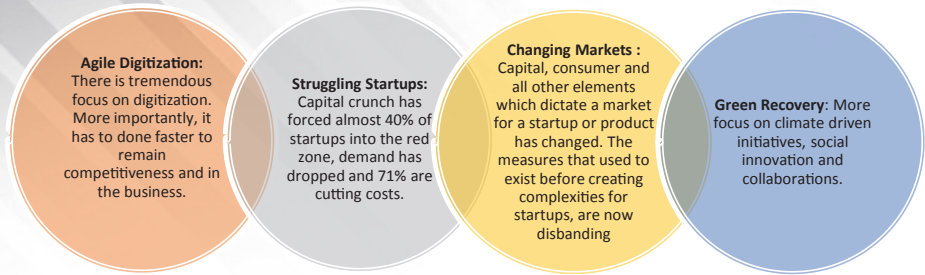 Agile Digitization:
There is tremendous
focus on digitization.
More importantly, it
has to done faster to
remain
competitiveness and in
the business.
Struggling Startups:
Capital crunch has
forced almost 40% of
startups into the red
zone, demand has
dropped and 71% are
cutting costs.
Changing Markets :
Capital, consumer and
all other elements
which dictate a market
for a startup or product
has changed. The
measures that used to
exist before creating
complexities for
startups, are now
disbanding
Green Recovery: More
focus on climate driven
initiatives, social
innovation and
collaborations.